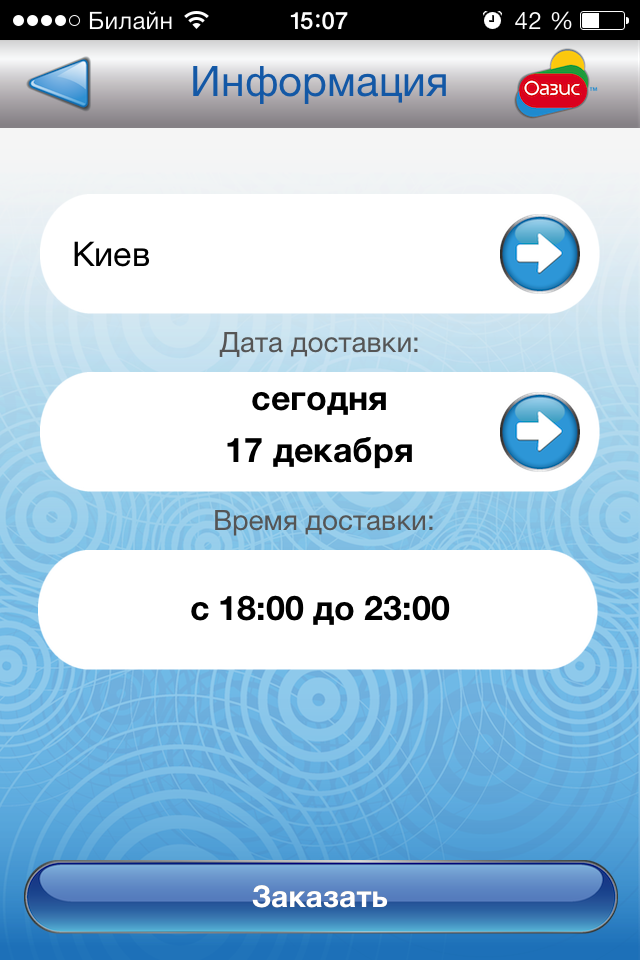 Билайн 15:07 42 %
Информация
Оазис™
Киев
Дата доставки:
сегодня
17 декабря
Время доставки:
с 18:00 до 23:00
Заказать